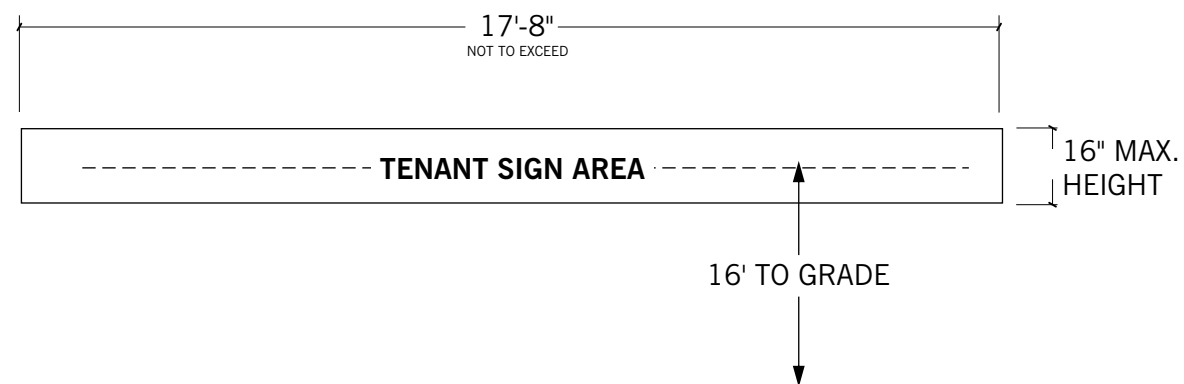 17'-8"
NOT TO EXCEED
TENANT SIGN AREA
16" MAX.
HEIGHT
16' TO GRADE